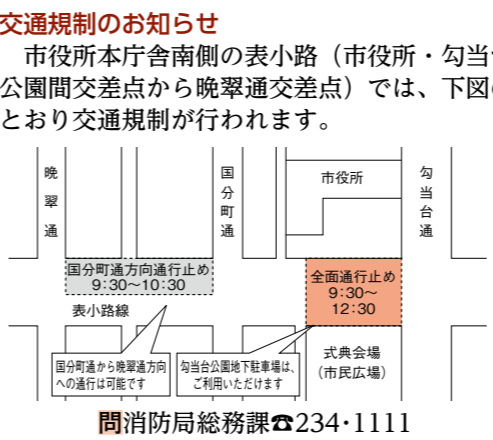 交通規制のお知らせ
市役所本庁舎南側の表小路（市役所・勾当
公園間交差点から晩翠通交差点）では、下図
とおり交通規制が行われます。
晩翠通
国分町通
市役所
勾当台通
国分町通方向通行止め
9:30～10:30
全面通行止め
9:30～
12:30
表小路線
国分町通から晩翠通方向
への通行は可能です
勾当台公園地下駐車場は、
ご利用いただけます
式典会場
（市民広場）
問消防局総務課☎234･1111